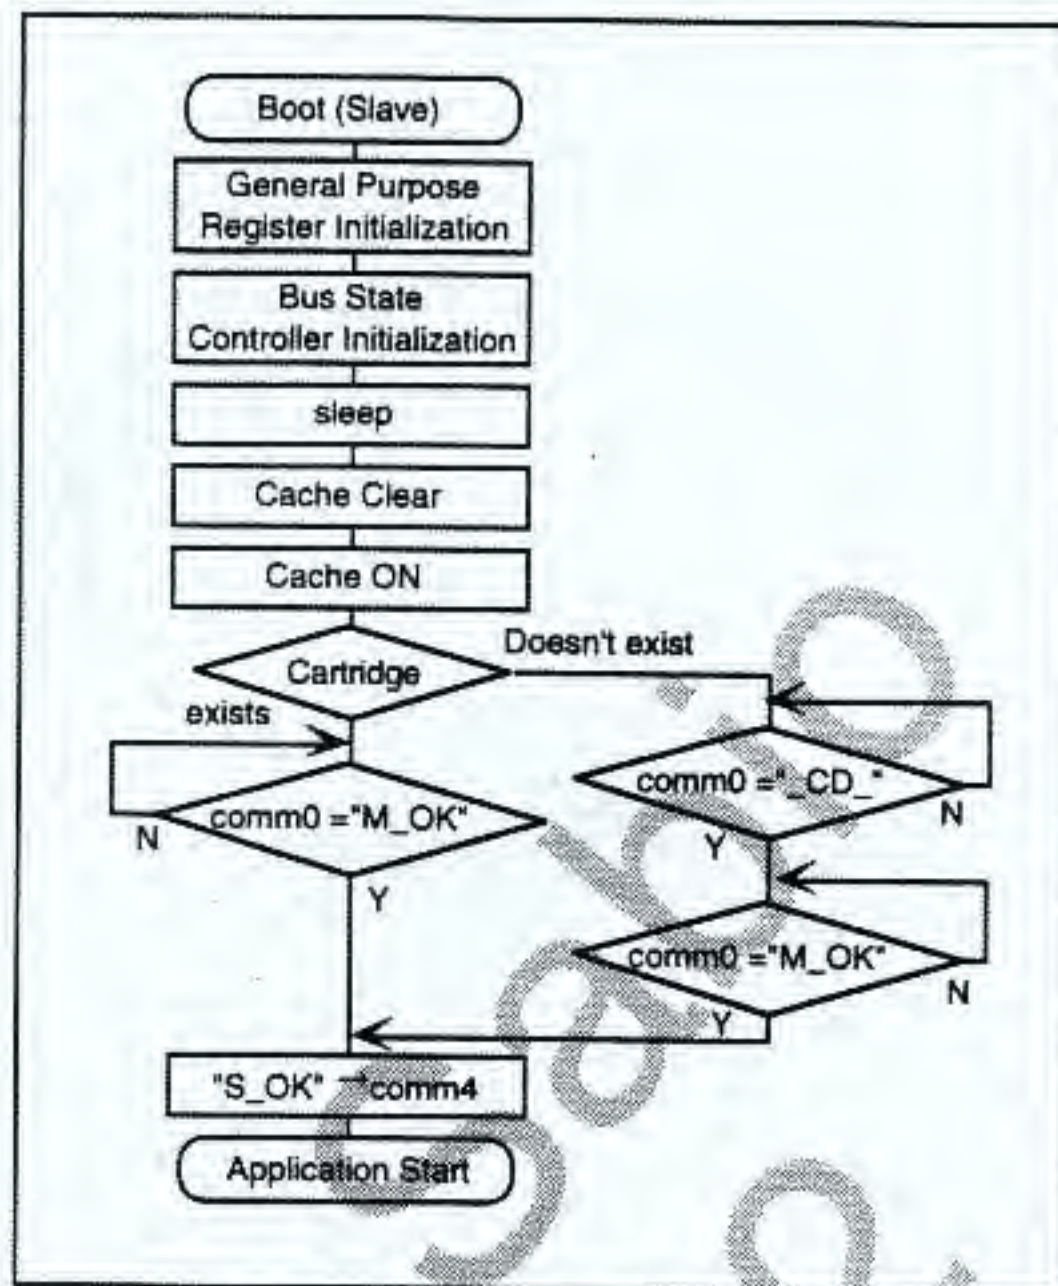 Boot (Slave)
General Purpose
Register Initialization
Bus State
Controller Initialization
sleep
Cache Clear
Cache ON
Cartridge
Doesn't exist
exists
comm0 ="M_OK"
N
Y
comm0 ="_CD_"
N
Y
comm0 ="M_OK"
N
Y
"S_OK" →comm4
Application Start